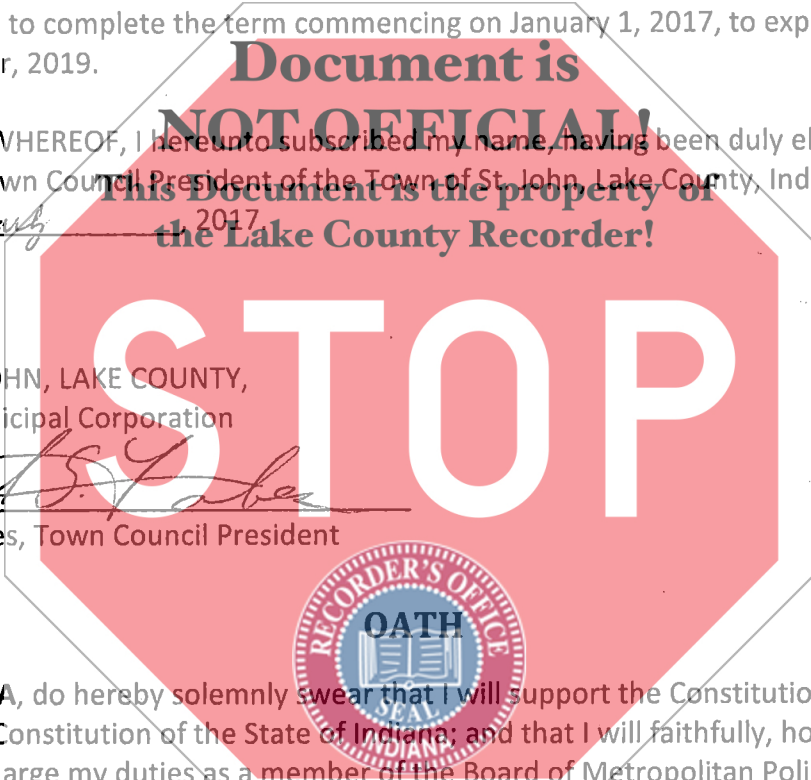 to complete the term commencing on January 1, 2017, to exp
r, 2019.
Document is
NOT OFFICIAL!
WHEREOF, I hereunto subscribed my name, having been duly el
wn Council President of the Town of St. John, Lake County, Ind
This Document is the property of
, 2017.
the Lake County Recorder!
STOP
OHN, LAKE COUNTY,
icipal Corporation
es, Town Council President
RECORDER'S OFFICE
OATH
SEAL
INDIANA
A, do hereby solemnly swear that I will support the Constitutio
Constitution of the State of Indiana; and that I will faithfully, ho
arge my duties as a member of the Board of Metropolitan Poli